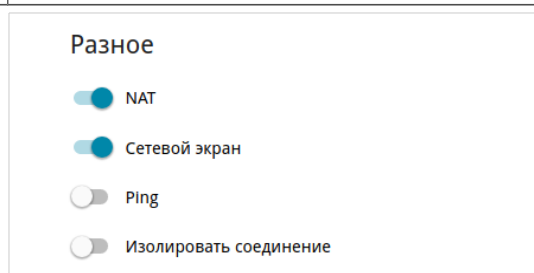 Разное
NAT
Сетевой экран
Ping
Изолировать соединение